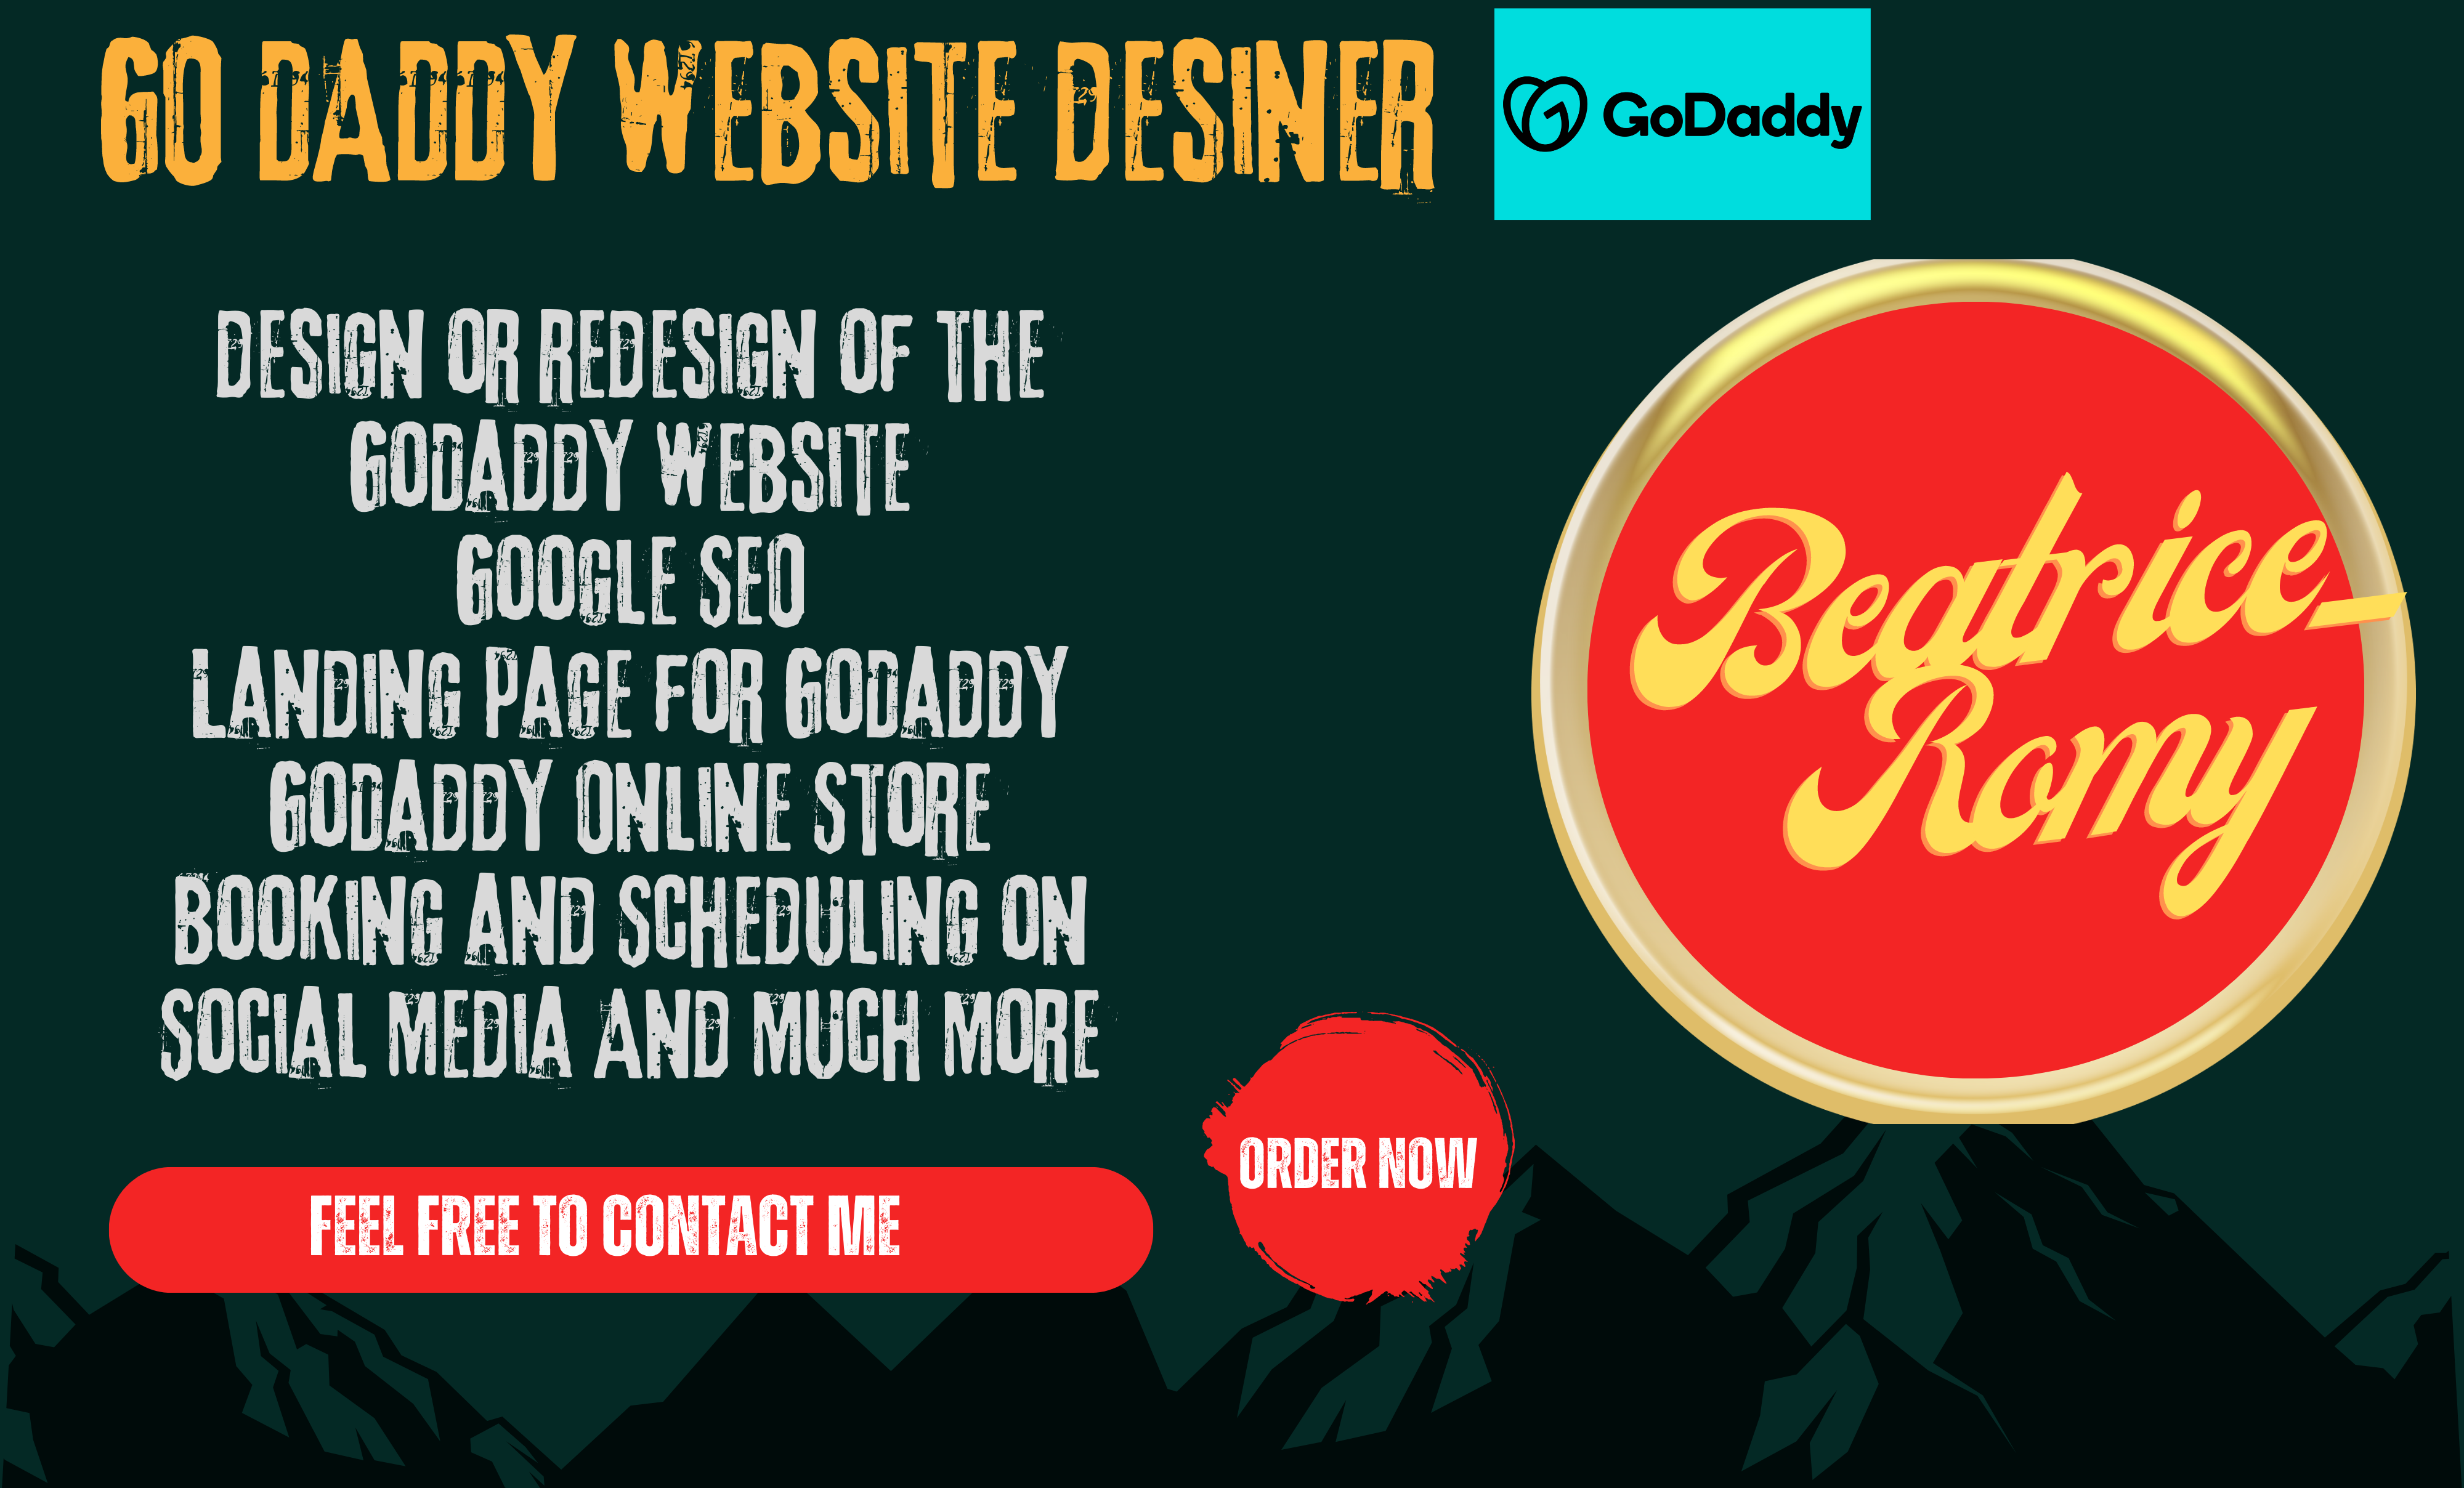 GO DADDY WEBSITE DESINER
GoDaddy
DESIGN OR REDESIGN OF THE
GODADDY WEBSITE
GOOGLE SEO
LANDING PAGE FOR GODADDY
GODADDY ONLINE STORE
BOOKING AND SCHEDULING ON
SOCIAL MEDIA AND MUCH MORE
Beatrice_
Romy
ORDER NOW
FEEL FREE TO CONTACT ME